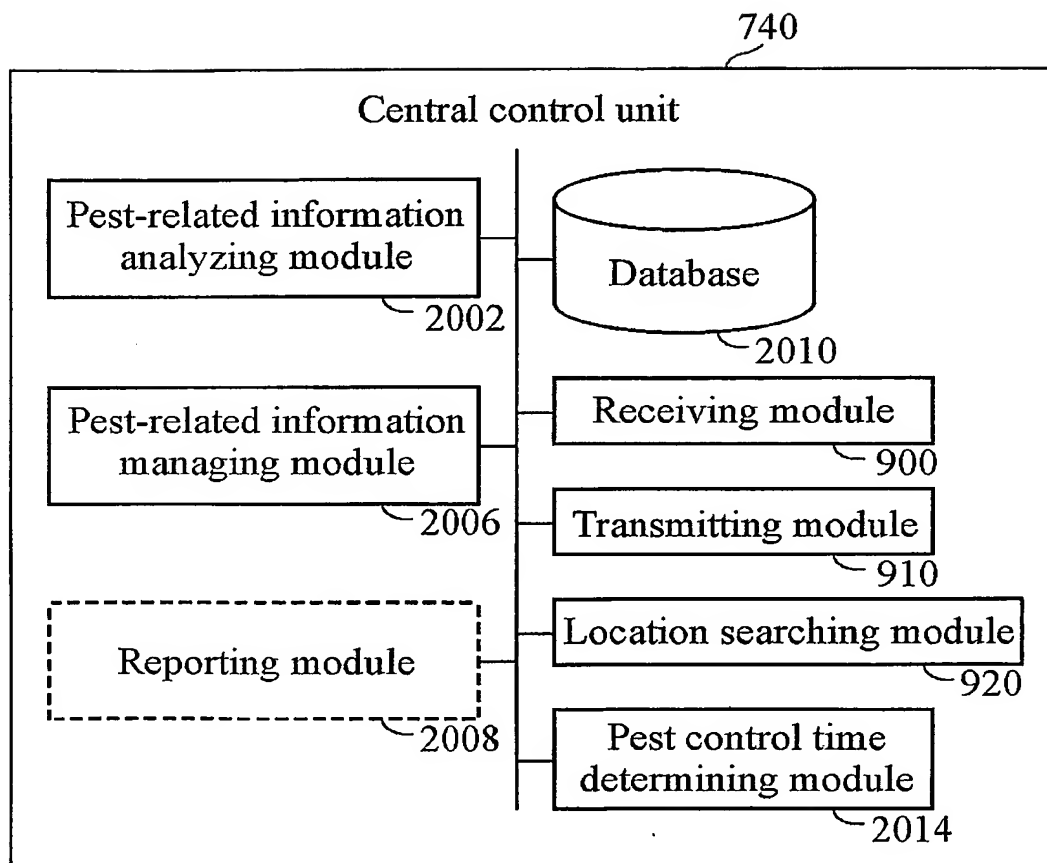 740
Central control unit
Pest-related information
analyzing module
2002
Database
2010
Pest-related information
managing module
2006
Receiving module
900
Transmitting module
910
Reporting module
2008
Location searching module
920
Pest control time
determining module
2014